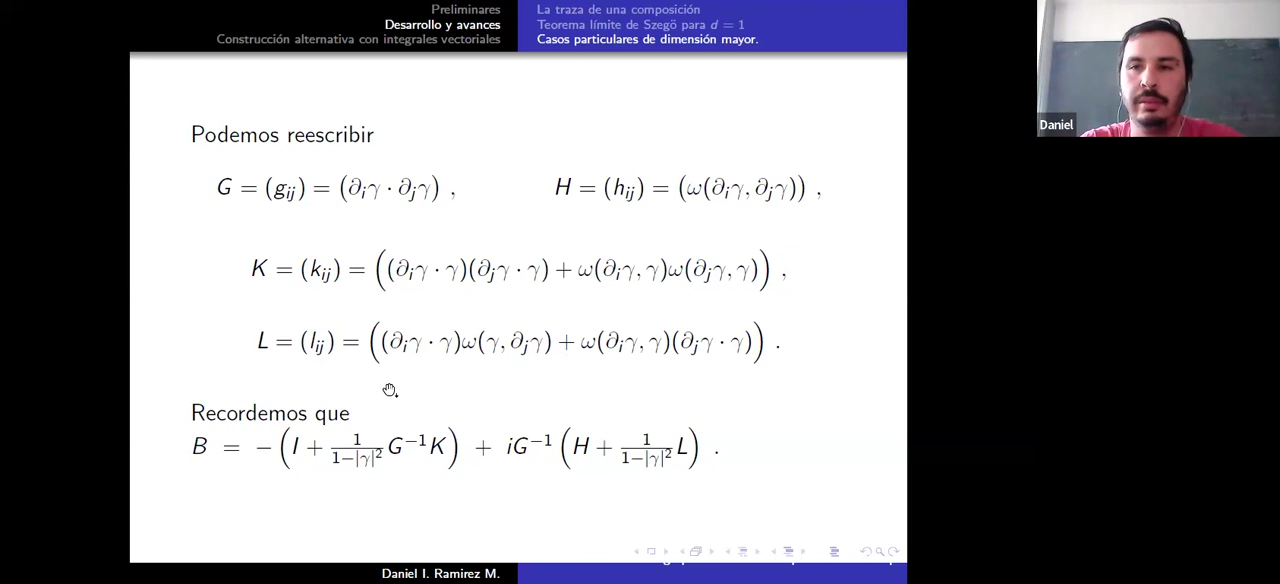 Preliminares
Desarrollo y avances
Construcción alternativa con integrales vectoriales
La traza de una composición
Teorema límite de Szegö para d = 1
Casos particulares de dimensión mayor.
Daniel
Podemos reescribir
G = (g_{ij}) = (∂_iγ · ∂_jγ) , H = (h_{ij}) = (ω(∂_iγ, ∂_jγ)) ,
K = (k_{ij}) = ((∂_iγ · γ)(∂_jγ · γ) + ω(∂_iγ, γ)ω(∂_jγ, γ)) ,
L = (l_{ij}) = ((∂_iγ · γ)ω(γ, ∂_jγ) + ω(∂_iγ, γ)(∂_jγ · γ)) .
Recordemos que
B = −(I + \frac{1}{1−|γ|^2} G^{−1}K) + iG^{−1}(H + \frac{1}{1−|γ|^2} L) .
Daniel I. Ramirez M.